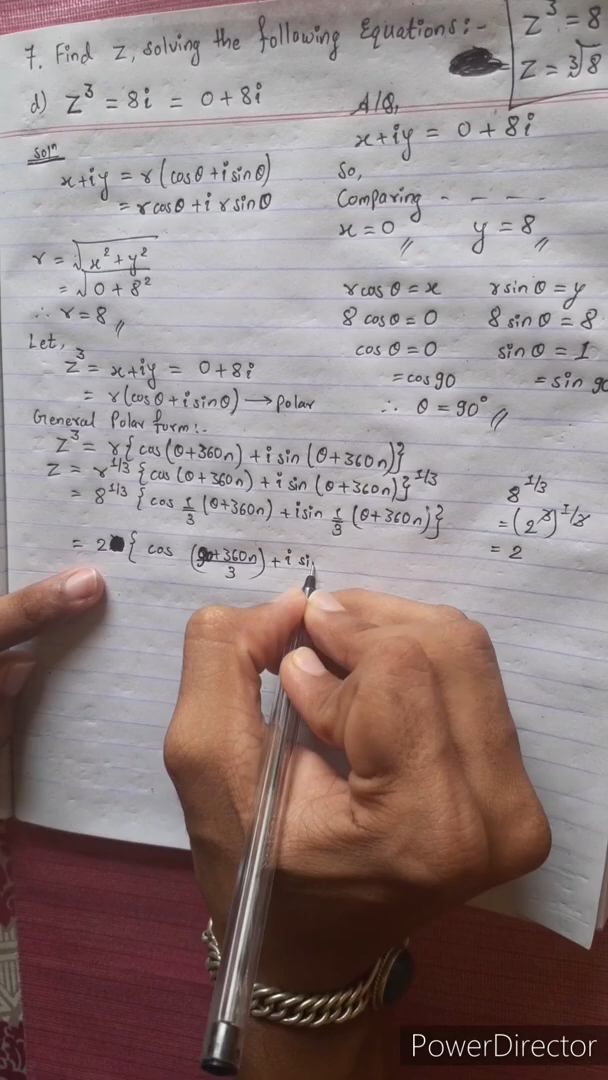 7. Find Z, solving the following Equations:-
Z³ = 8
Z = ∛8
d) Z³ = 8i = 0+8i
A/Q,
x+iy = 0+8i
So,
Comparing - - - -
x=0,, y=8,,
Solⁿ
x+iy = r(cosθ+i sinθ)
= r cosθ + i r sinθ
r = √x²+y²
= √0+8²
∴ r=8,,
r cosθ = x r sinθ = y
8 cosθ = 0 8 sinθ = 8
cosθ = 0 sinθ = 1
= cos90 = sin 90
∴ θ = 90°,,
Let,
Z³ = x+iy = 0+8i
= r(cosθ+i sinθ) → polar
General Polar form:-
Z³ = r{cos(θ+360n)+i sin(θ+360n)}
Z = r^1/3 {cos(θ+360n)+i sin(θ+360n)}^1/3
= 8^1/3 {cos 1/3 (θ+360n) + i sin 1/3 (θ+360n)}
= 2 { cos (90+360n/3) + i si
8^1/3
= (2³)^1/3
= 2
PowerDirector